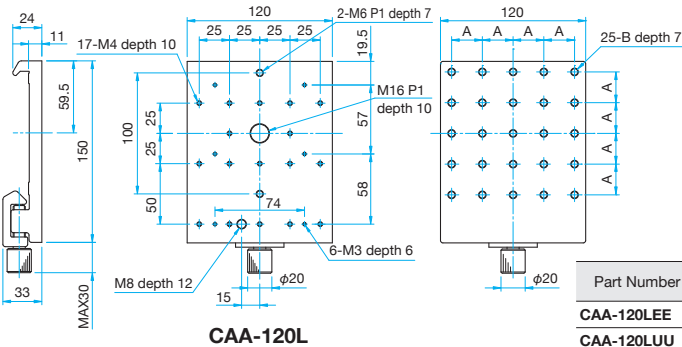 24
11
59.5
150
33
MAX30
120
2-M6 P1 depth 7
25 25 25 25
17-M4 depth 10
19.5
M16 P1
depth 10
100
25
25
50
57
58
74
6-M3 depth 6
M8 depth 12
φ20
15
CAA-120L
120
A A A A
25-B depth 7
A
A
A
A
φ20
Part Number
CAA-120LEE
CAA-120LUU